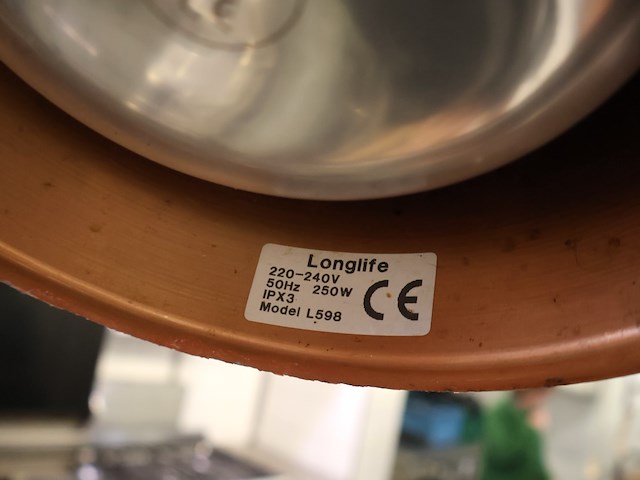 Longlife
220-240V
50Hz 250W
IPX3
Model L598
CE